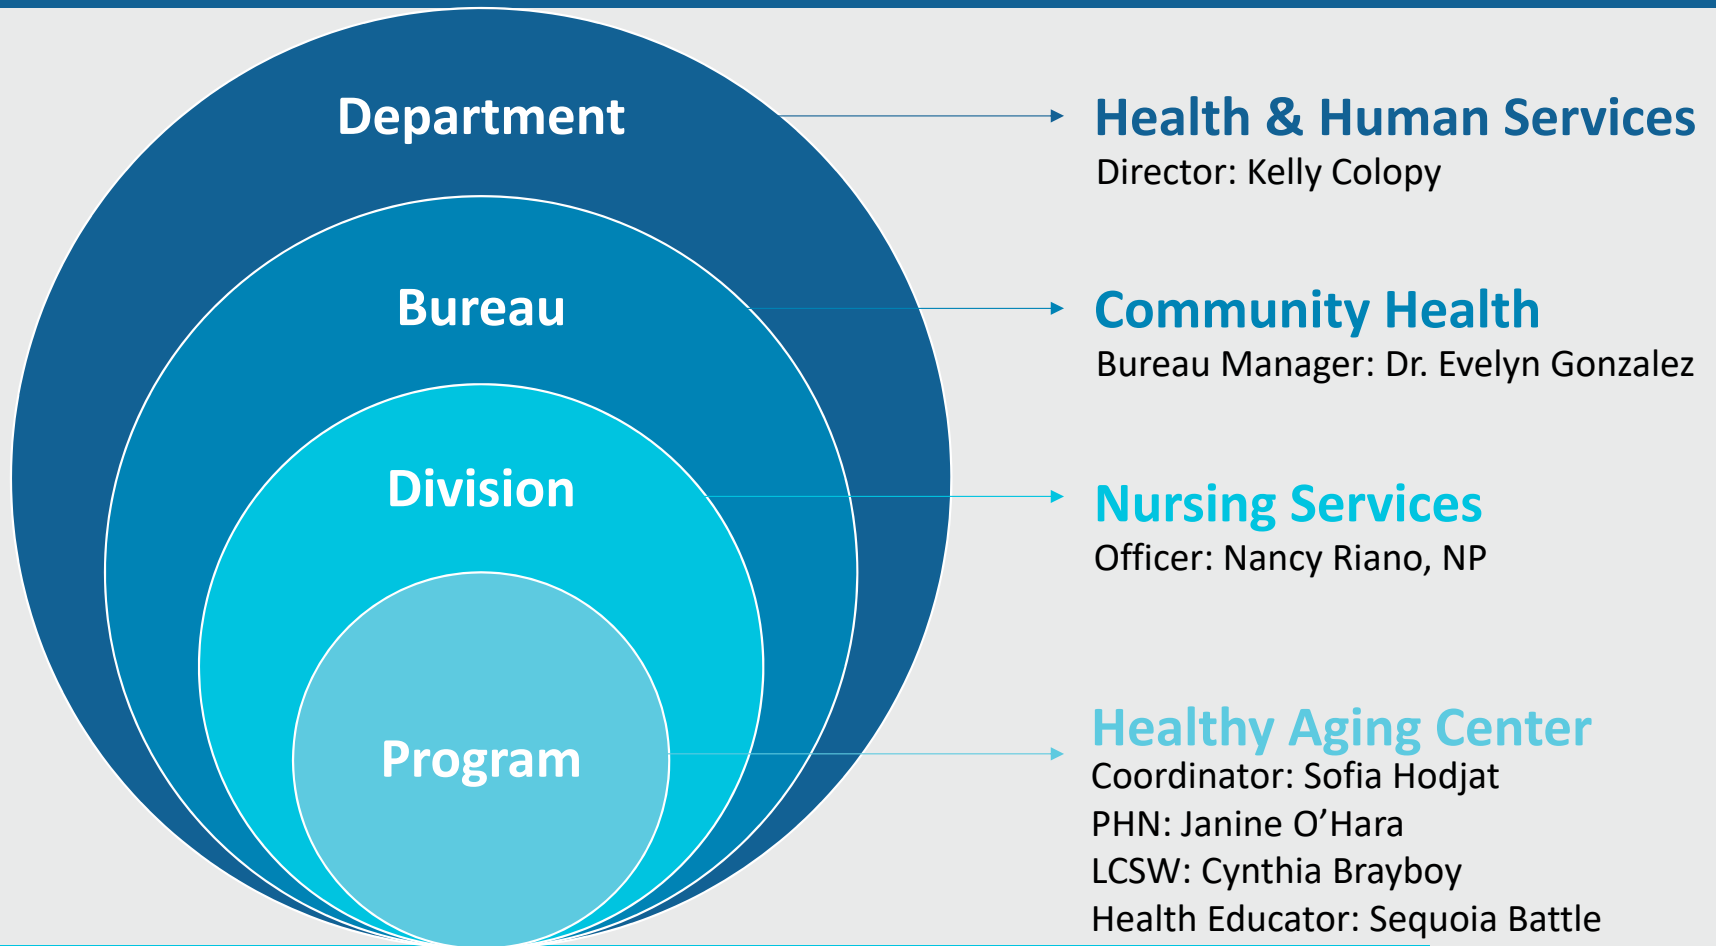 Department
Health & Human Services
Director: Kelly Colopy
Bureau
Community Health
Bureau Manager: Dr. Evelyn Gonzalez
Division
Nursing Services
Officer: Nancy Riano, NP
Program
Healthy Aging Center
Coordinator: Sofia Hodjat
PHN: Janine O’Hara
LCSW: Cynthia Brayboy
Health Educator: Sequoia Battle